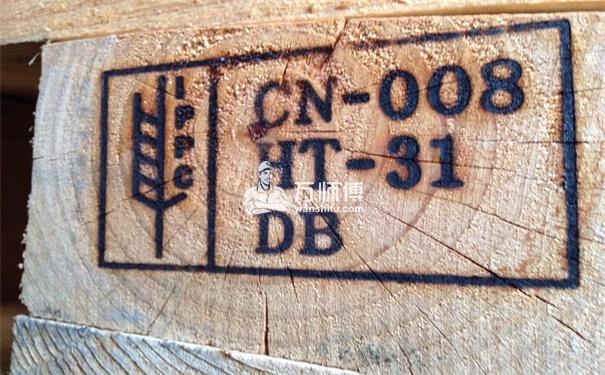 IPPC
CN-008
HT-31
DB
万师傅
wanshifu.com